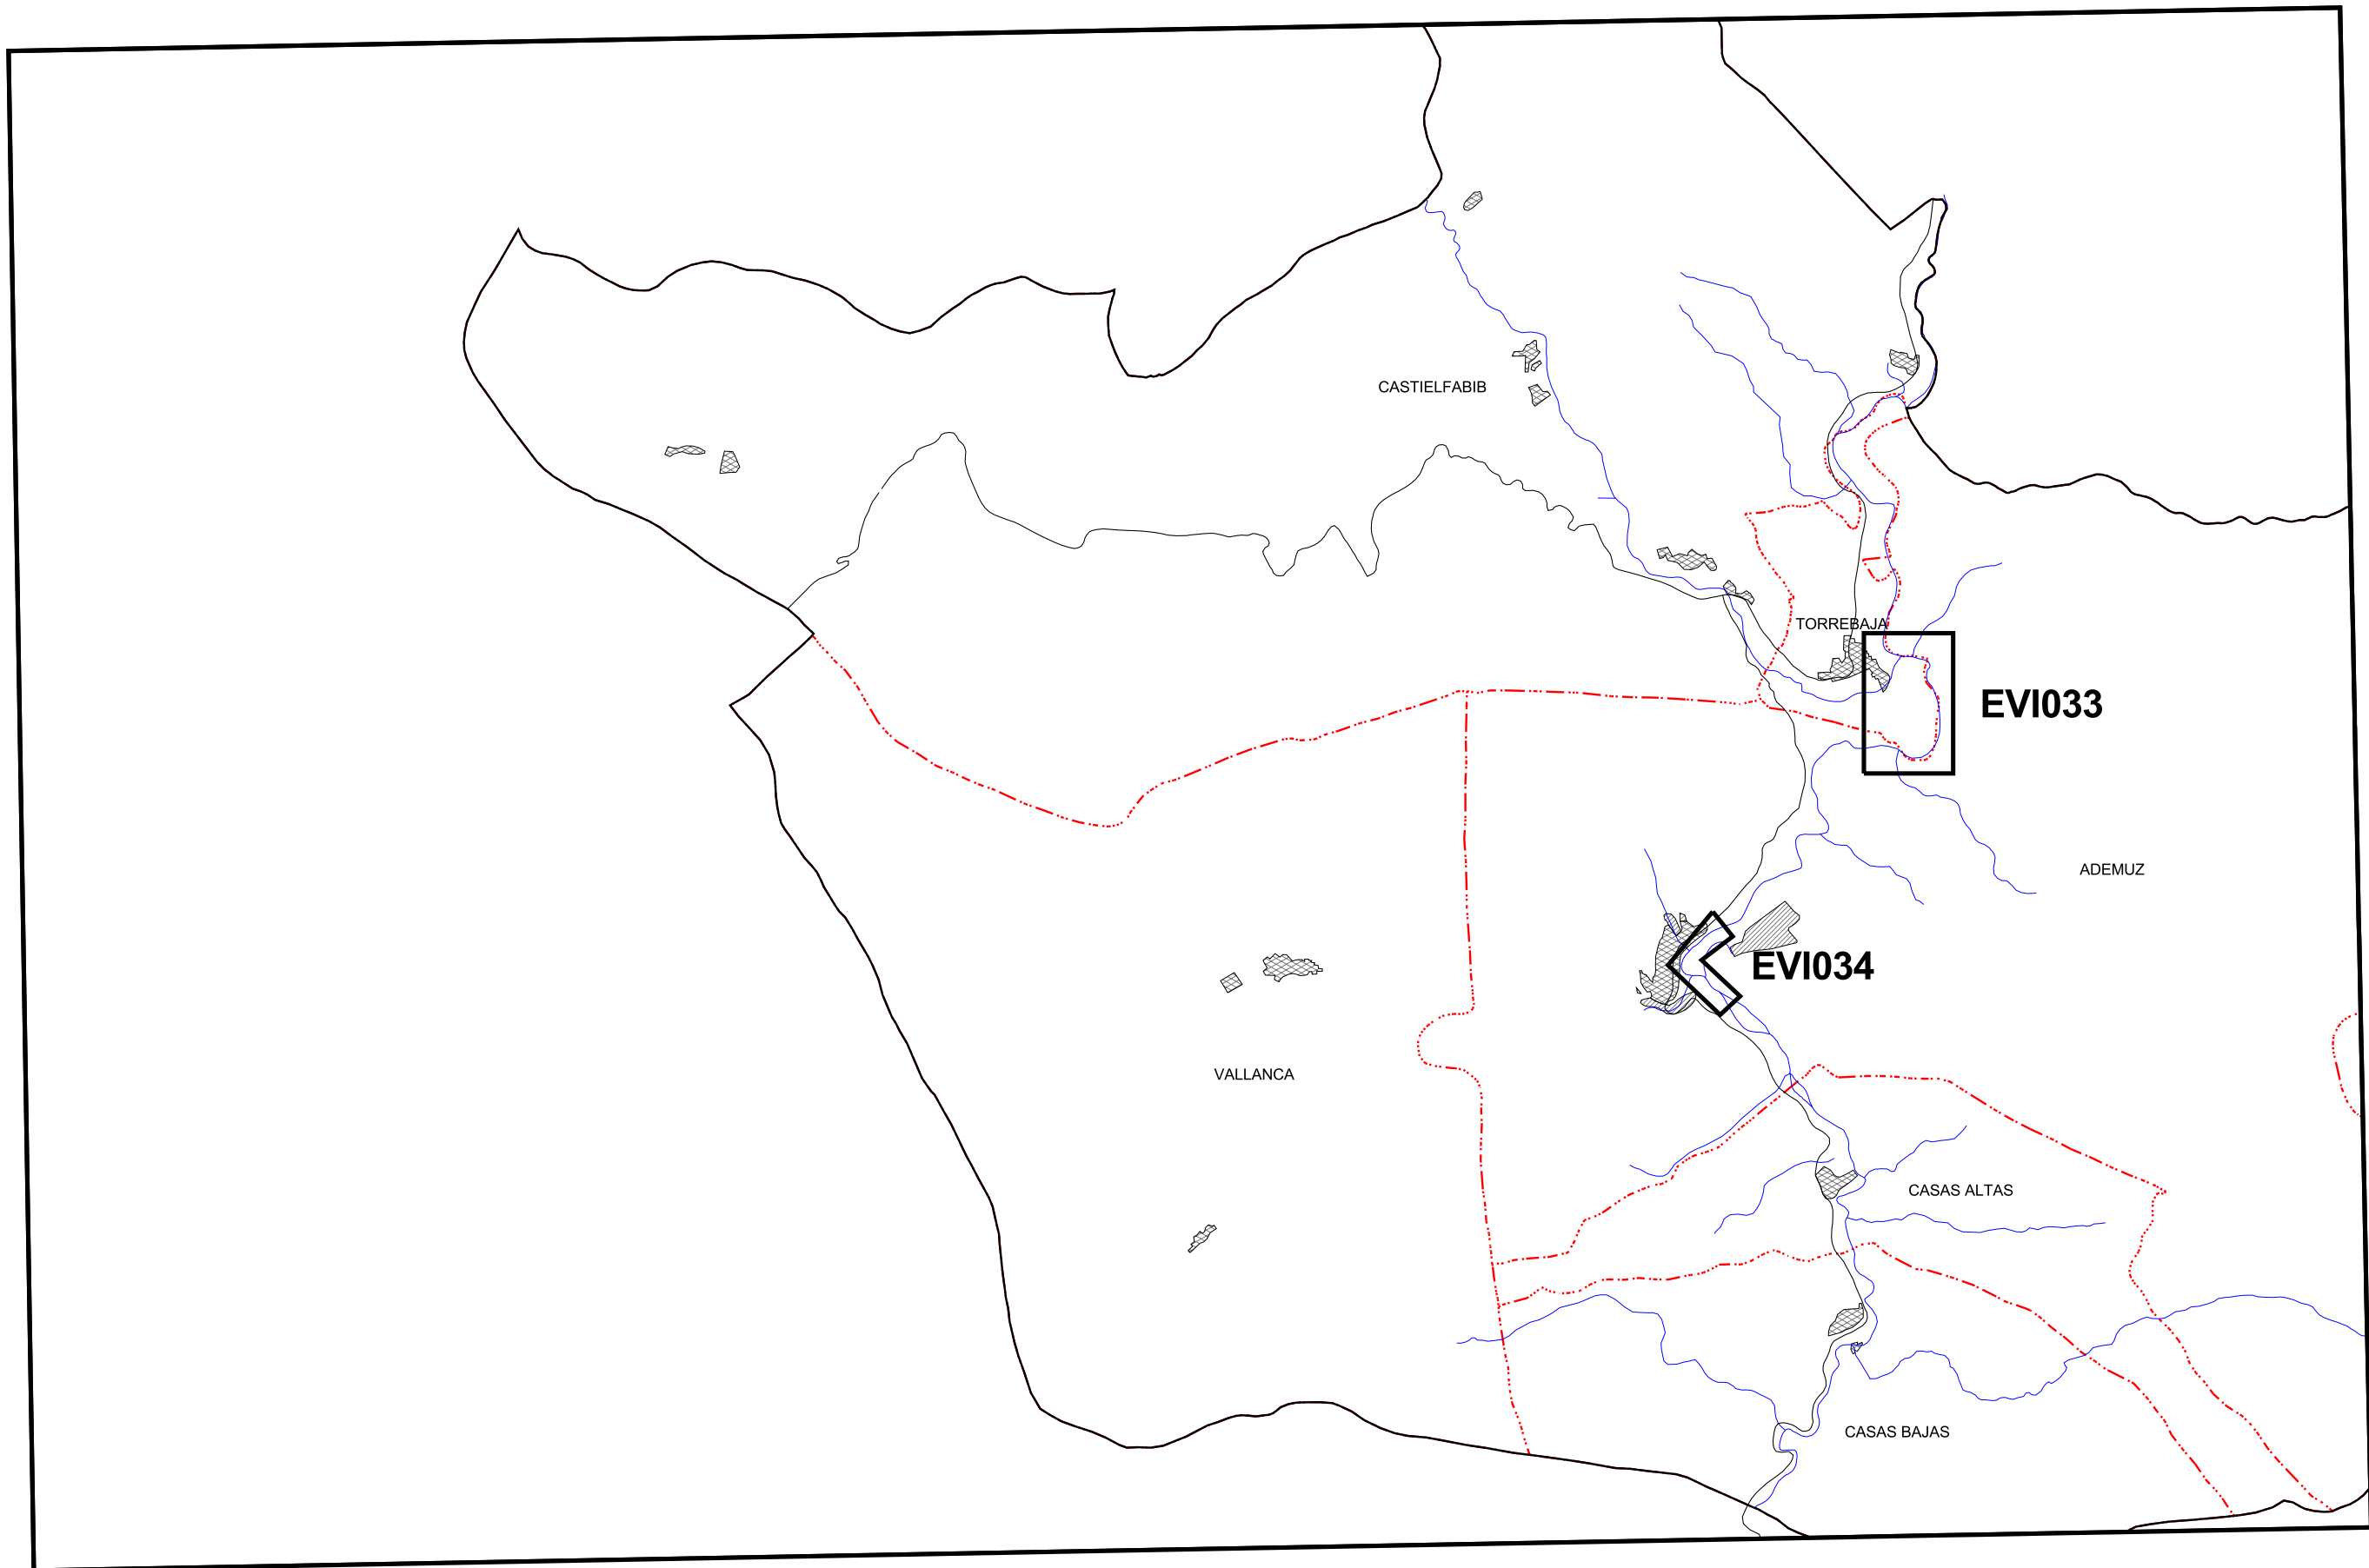 CASTIELFABIB
TORREBAJA
EVI033
ADEMUZ
EVI034
VALLANCA
CASAS ALTAS
CASAS BAJAS